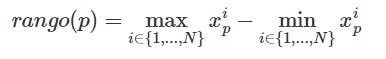 rango(p) = max_{i∈{1,...,N}} x_p^i − min_{i∈{1,...,N}} x_p^i